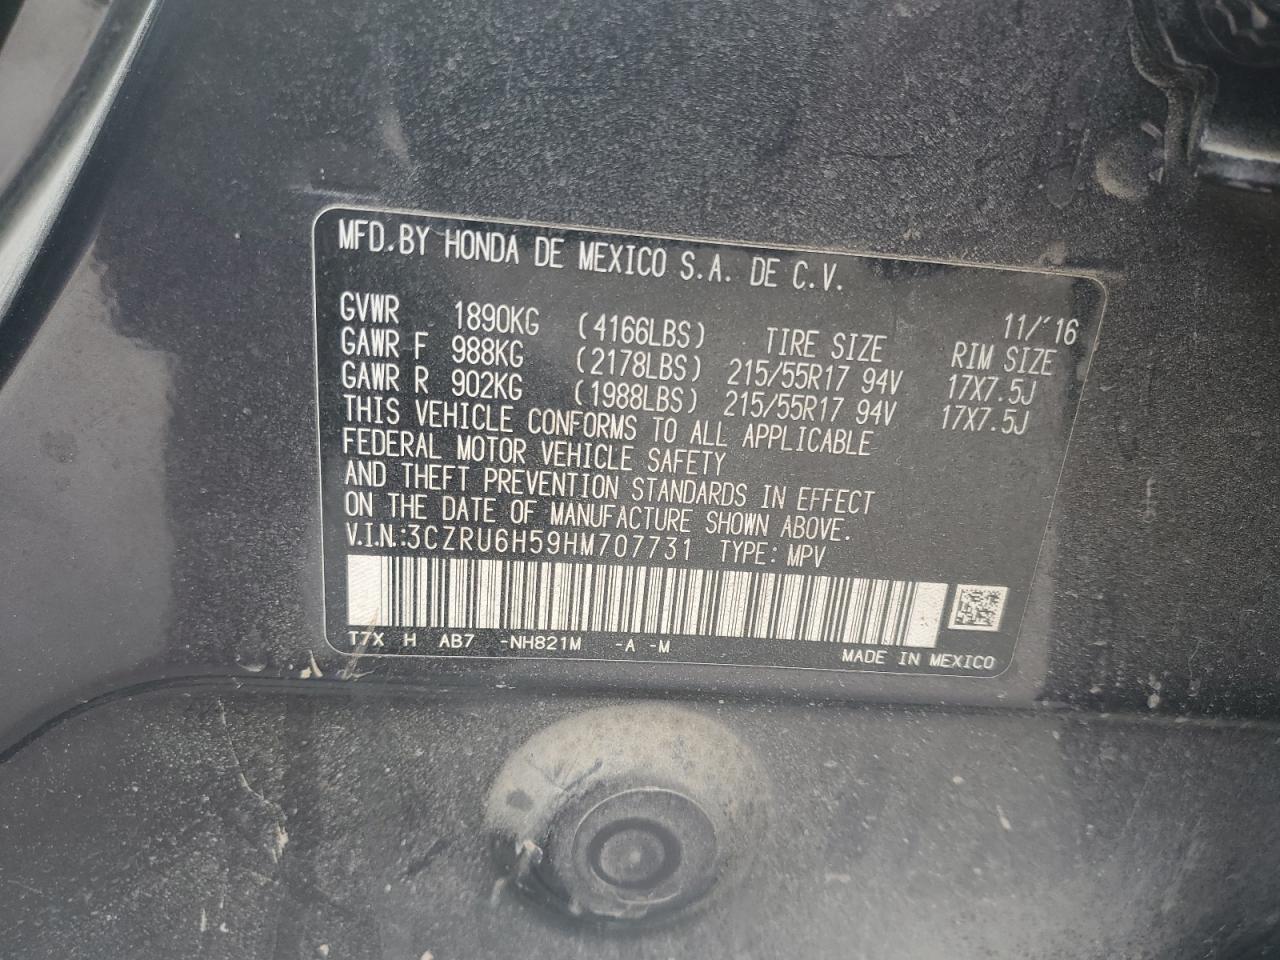 MFD.BY HONDA DE MEXICO S.A. DE C.V.
11/'16
GVWR 1890KG (4166LBS) TIRE SIZE RIM SIZE
GAWR F 988KG (2178LBS) 215/55R17 94V 17X7.5J
GAWR R 902KG (1988LBS) 215/55R17 94V 17X7.5J
THIS VEHICLE CONFORMS TO ALL APPLICABLE
FEDERAL MOTOR VEHICLE SAFETY
AND THEFT PREVENTION STANDARDS IN EFFECT
ON THE DATE OF MANUFACTURE SHOWN ABOVE.
V.I.N.:3CZRU6H59HM707731 TYPE: MPV
T7X H AB7 -NH821M -A -M
MADE IN MEXICO